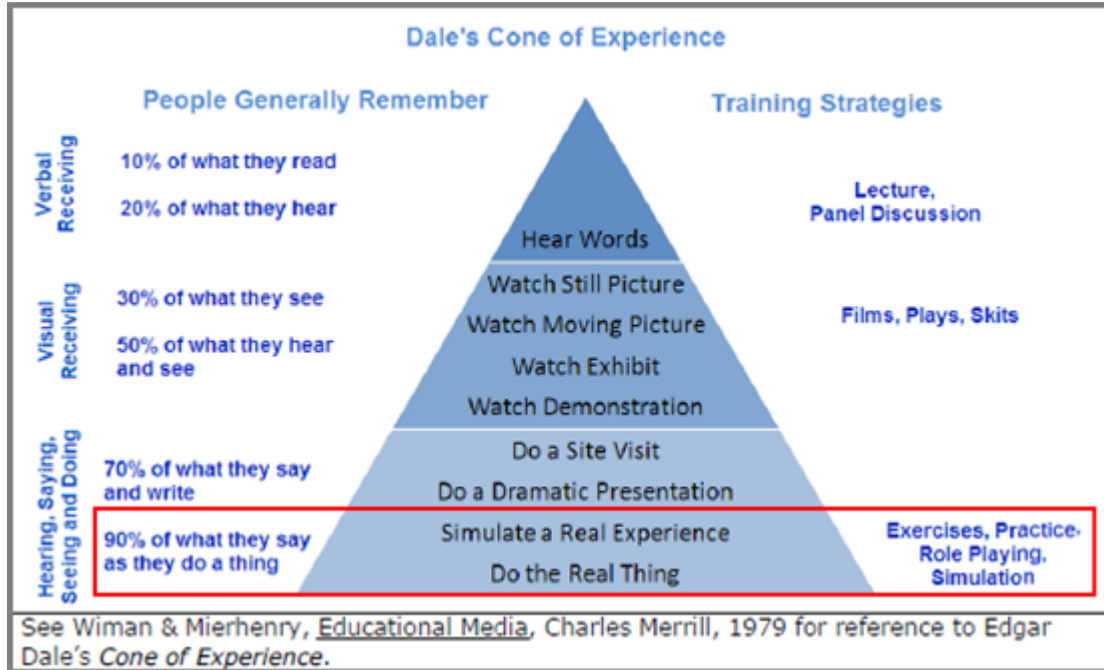 Dale's Cone of Experience
People Generally Remember
Training Strategies
Verbal
Receiving
10% of what they read
20% of what they hear
Hear Words
Lecture,
Panel Discussion
Visual
Receiving
30% of what they see
50% of what they hear
and see
Watch Still Picture
Watch Moving Picture
Watch Exhibit
Watch Demonstration
Films, Plays, Skits
Hearing, Saying,
Seeing and Doing
70% of what they say
and write
90% of what they say
as they do a thing
Do a Site Visit
Do a Dramatic Presentation
Simulate a Real Experience
Do the Real Thing
Exercises, Practice,
Role Playing,
Simulation
See Wiman & Mierhenry, Educational Media, Charles Merrill, 1979 for reference to Edgar
Dale's Cone of Experience.